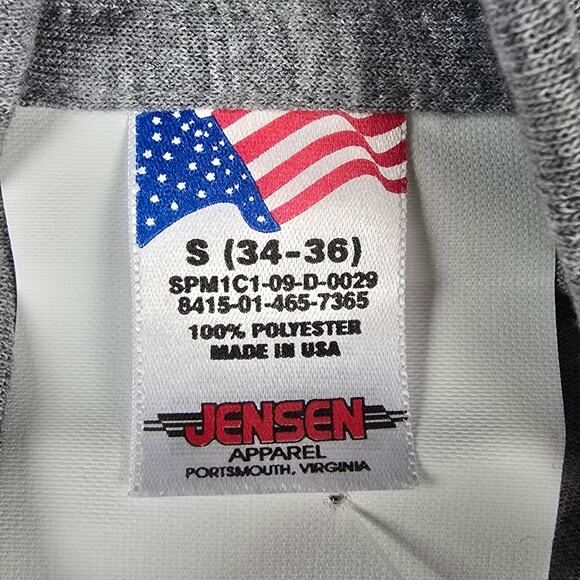 S (34-36)
SPM1C1-09-D-0029
8415-01-465-7365
100% POLYESTER
MADE IN USA
JENSEN
APPAREL
PORTSMOUTH, VIRGINIA